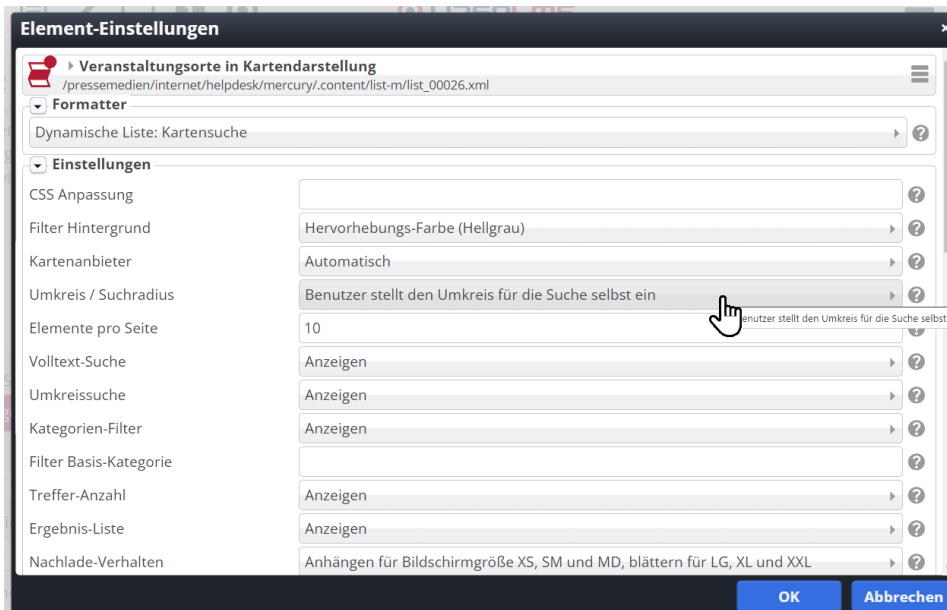 Element-Einstellungen
Veranstaltungsorte in Kartendarstellung
/pressemedien/internet/helpdesk/mercury/.content/list-m/list_00026.xml
Formatter
Dynamische Liste: Kartensuche
Einstellungen
CSS Anpassung
Filter Hintergrund Hervorhebungs-Farbe (Hellgrau)
Kartenanbieter Automatisch
Umkreis / Suchradius Benutzer stellt den Umkreis für die Suche selbst ein
enutzer stellt den Umkreis für die Suche selbst
Elemente pro Seite 10
Volltext-Suche Anzeigen
Umkreissuche Anzeigen
Kategorien-Filter Anzeigen
Filter Basis-Kategorie
Treffer-Anzahl Anzeigen
Ergebnis-Liste Anzeigen
Nachlade-Verhalten Anhängen für Bildschirmgröße XS, SM und MD, blättern für LG, XL und XXL
OK Abbrechen